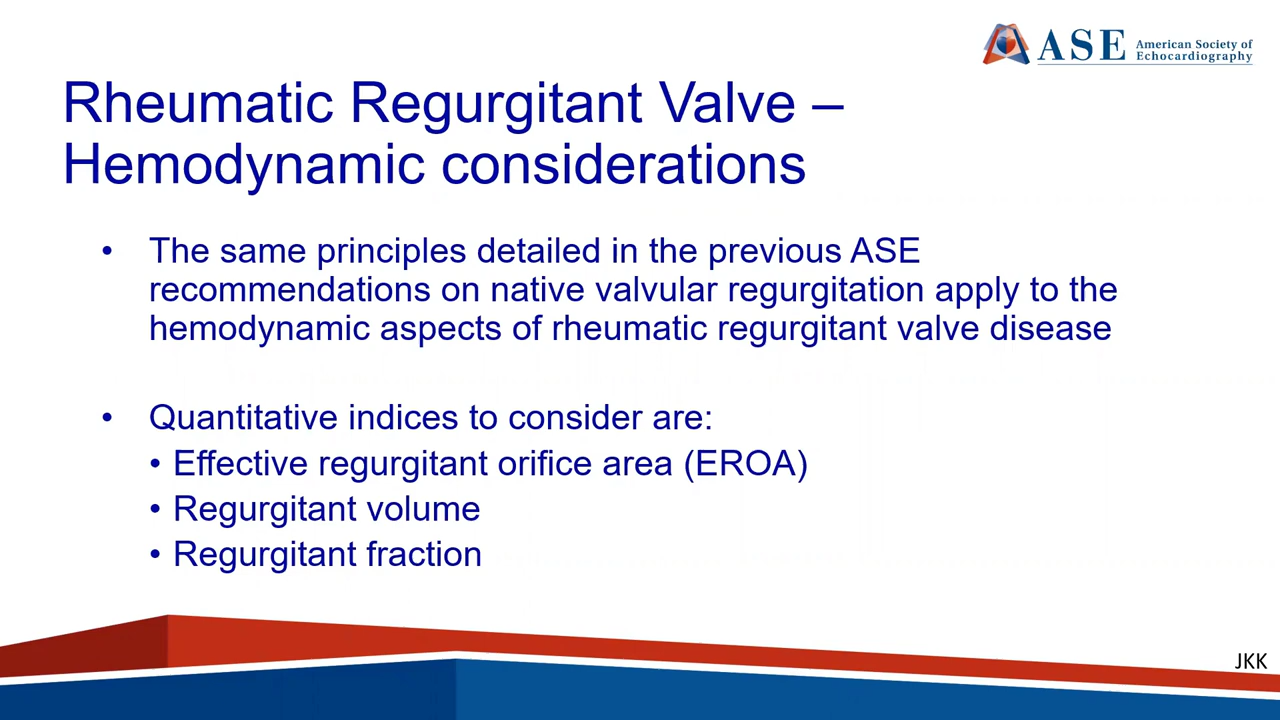 ASE American Society of
Echocardiography
Rheumatic Regurgitant Valve –
Hemodynamic considerations
• The same principles detailed in the previous ASE
recommendations on native valvular regurgitation apply to the
hemodynamic aspects of rheumatic regurgitant valve disease
• Quantitative indices to consider are:
• Effective regurgitant orifice area (EROA)
• Regurgitant volume
• Regurgitant fraction
JKK